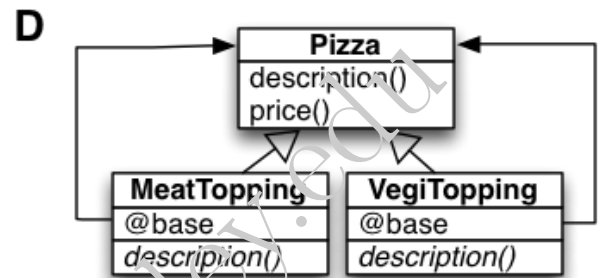 D
Pizza
description()
price()
MeatTopping
@base
description()
VegiTopping
@base
description()